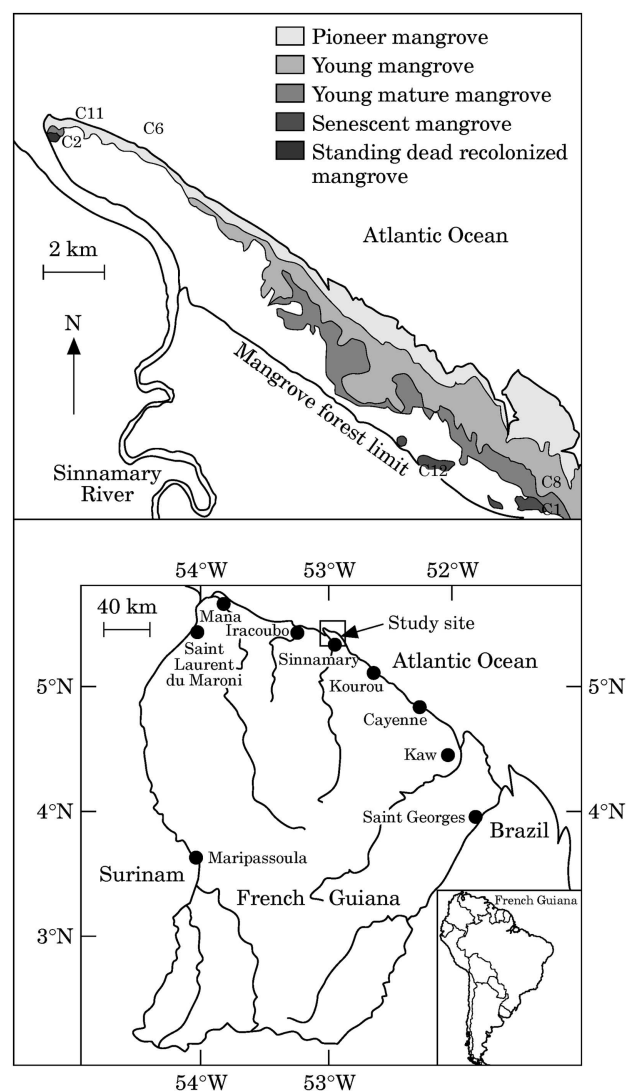 Pioneer mangrove
Young mangrove
Young mature mangrove
Senescent mangrove
Standing dead recolonized
mangrove
C11
C6
C2
Atlantic Ocean
2 km
N
Mangrove forest limit
Sinnamary
River
C12
C8
C1
54°W 53°W 52°W
40 km
Mana
Iracoubo
Study site
Saint
Laurent
du Maroni
Sinnamary
Atlantic Ocean
5°N 5°N
Kourou
Cayenne
Kaw
4°N 4°N
Saint Georges
Brazil
Maripassoula
Surinam
French Guiana
French Guiana
3°N
54°W 53°W